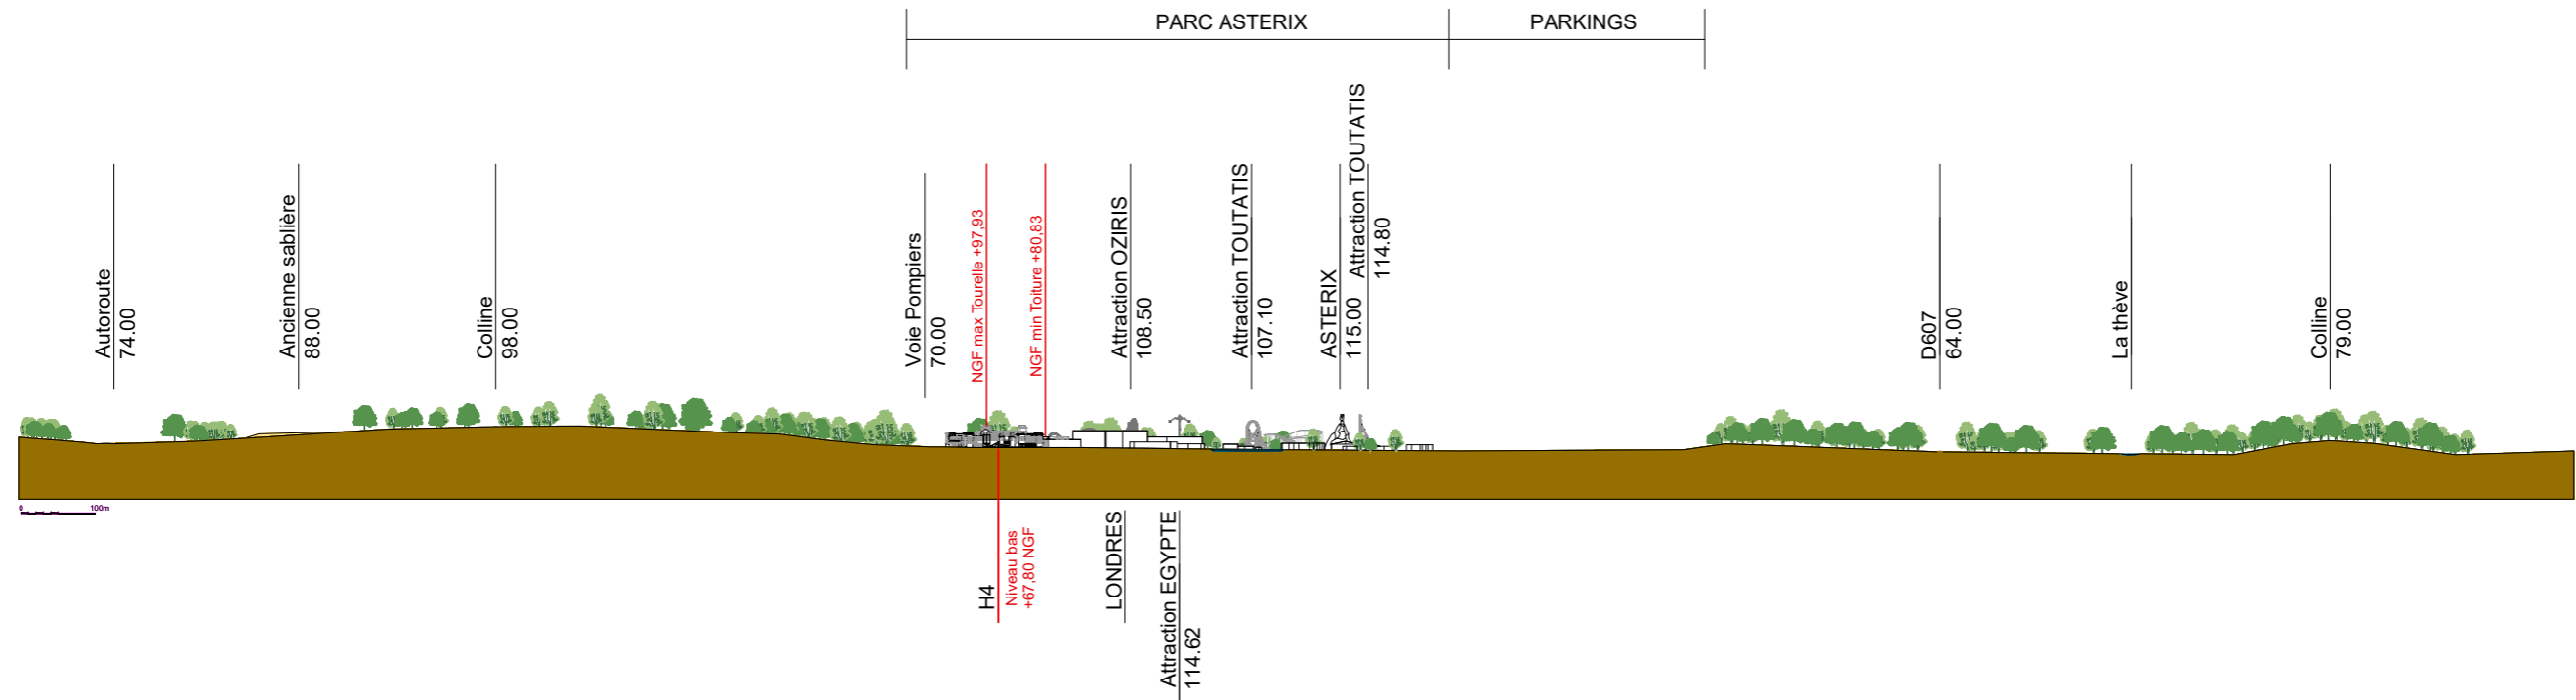 PARC ASTERIX
PARKINGS
Autoroute
74.00
Ancienne sablière
88.00
Colline
98.00
Voie Pompiers
70.00
NGF max Tourelle +97,93
NGF min Toiture +80,83
Attraction OZIRIS
108.50
Attraction TOUTATIS
107.10
ASTERIX
115.00
Attraction TOUTATIS
114.80
D607
64.00
La thève
Colline
79.00
0
100m
H4
Niveau bas
+67,80 NGF
LONDRES
Attraction EGYPTE
114.62